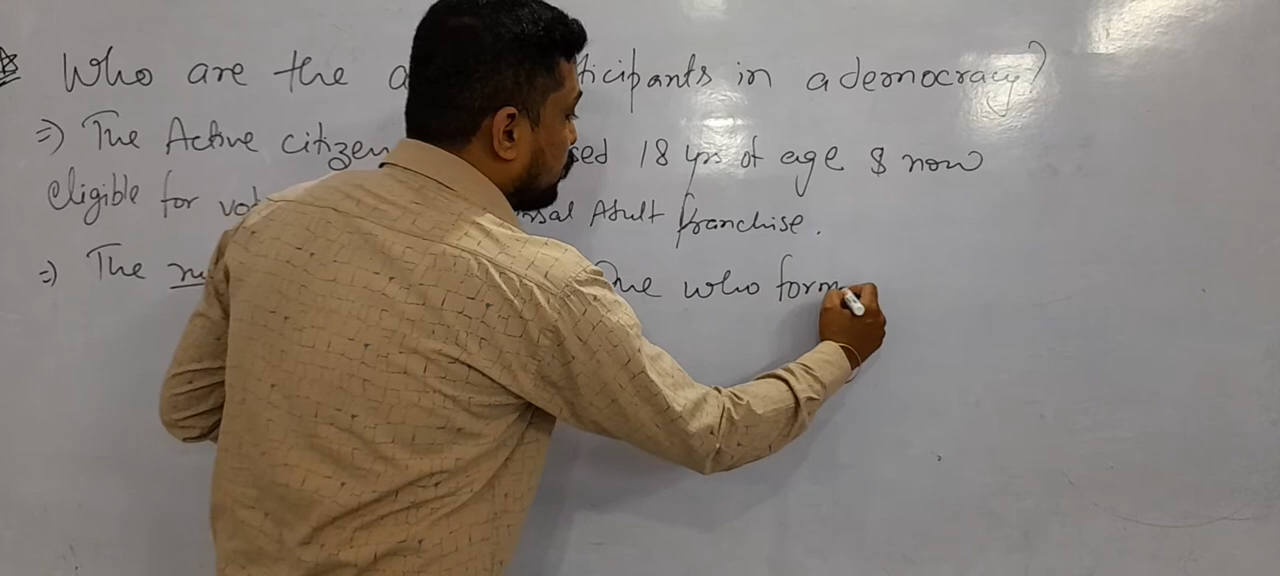 Who are the ticipants in a democracy?
=) The Active citizen sed 18 yrs of age & now
eligible for vot rsal Adult franchise.
=) The One who form